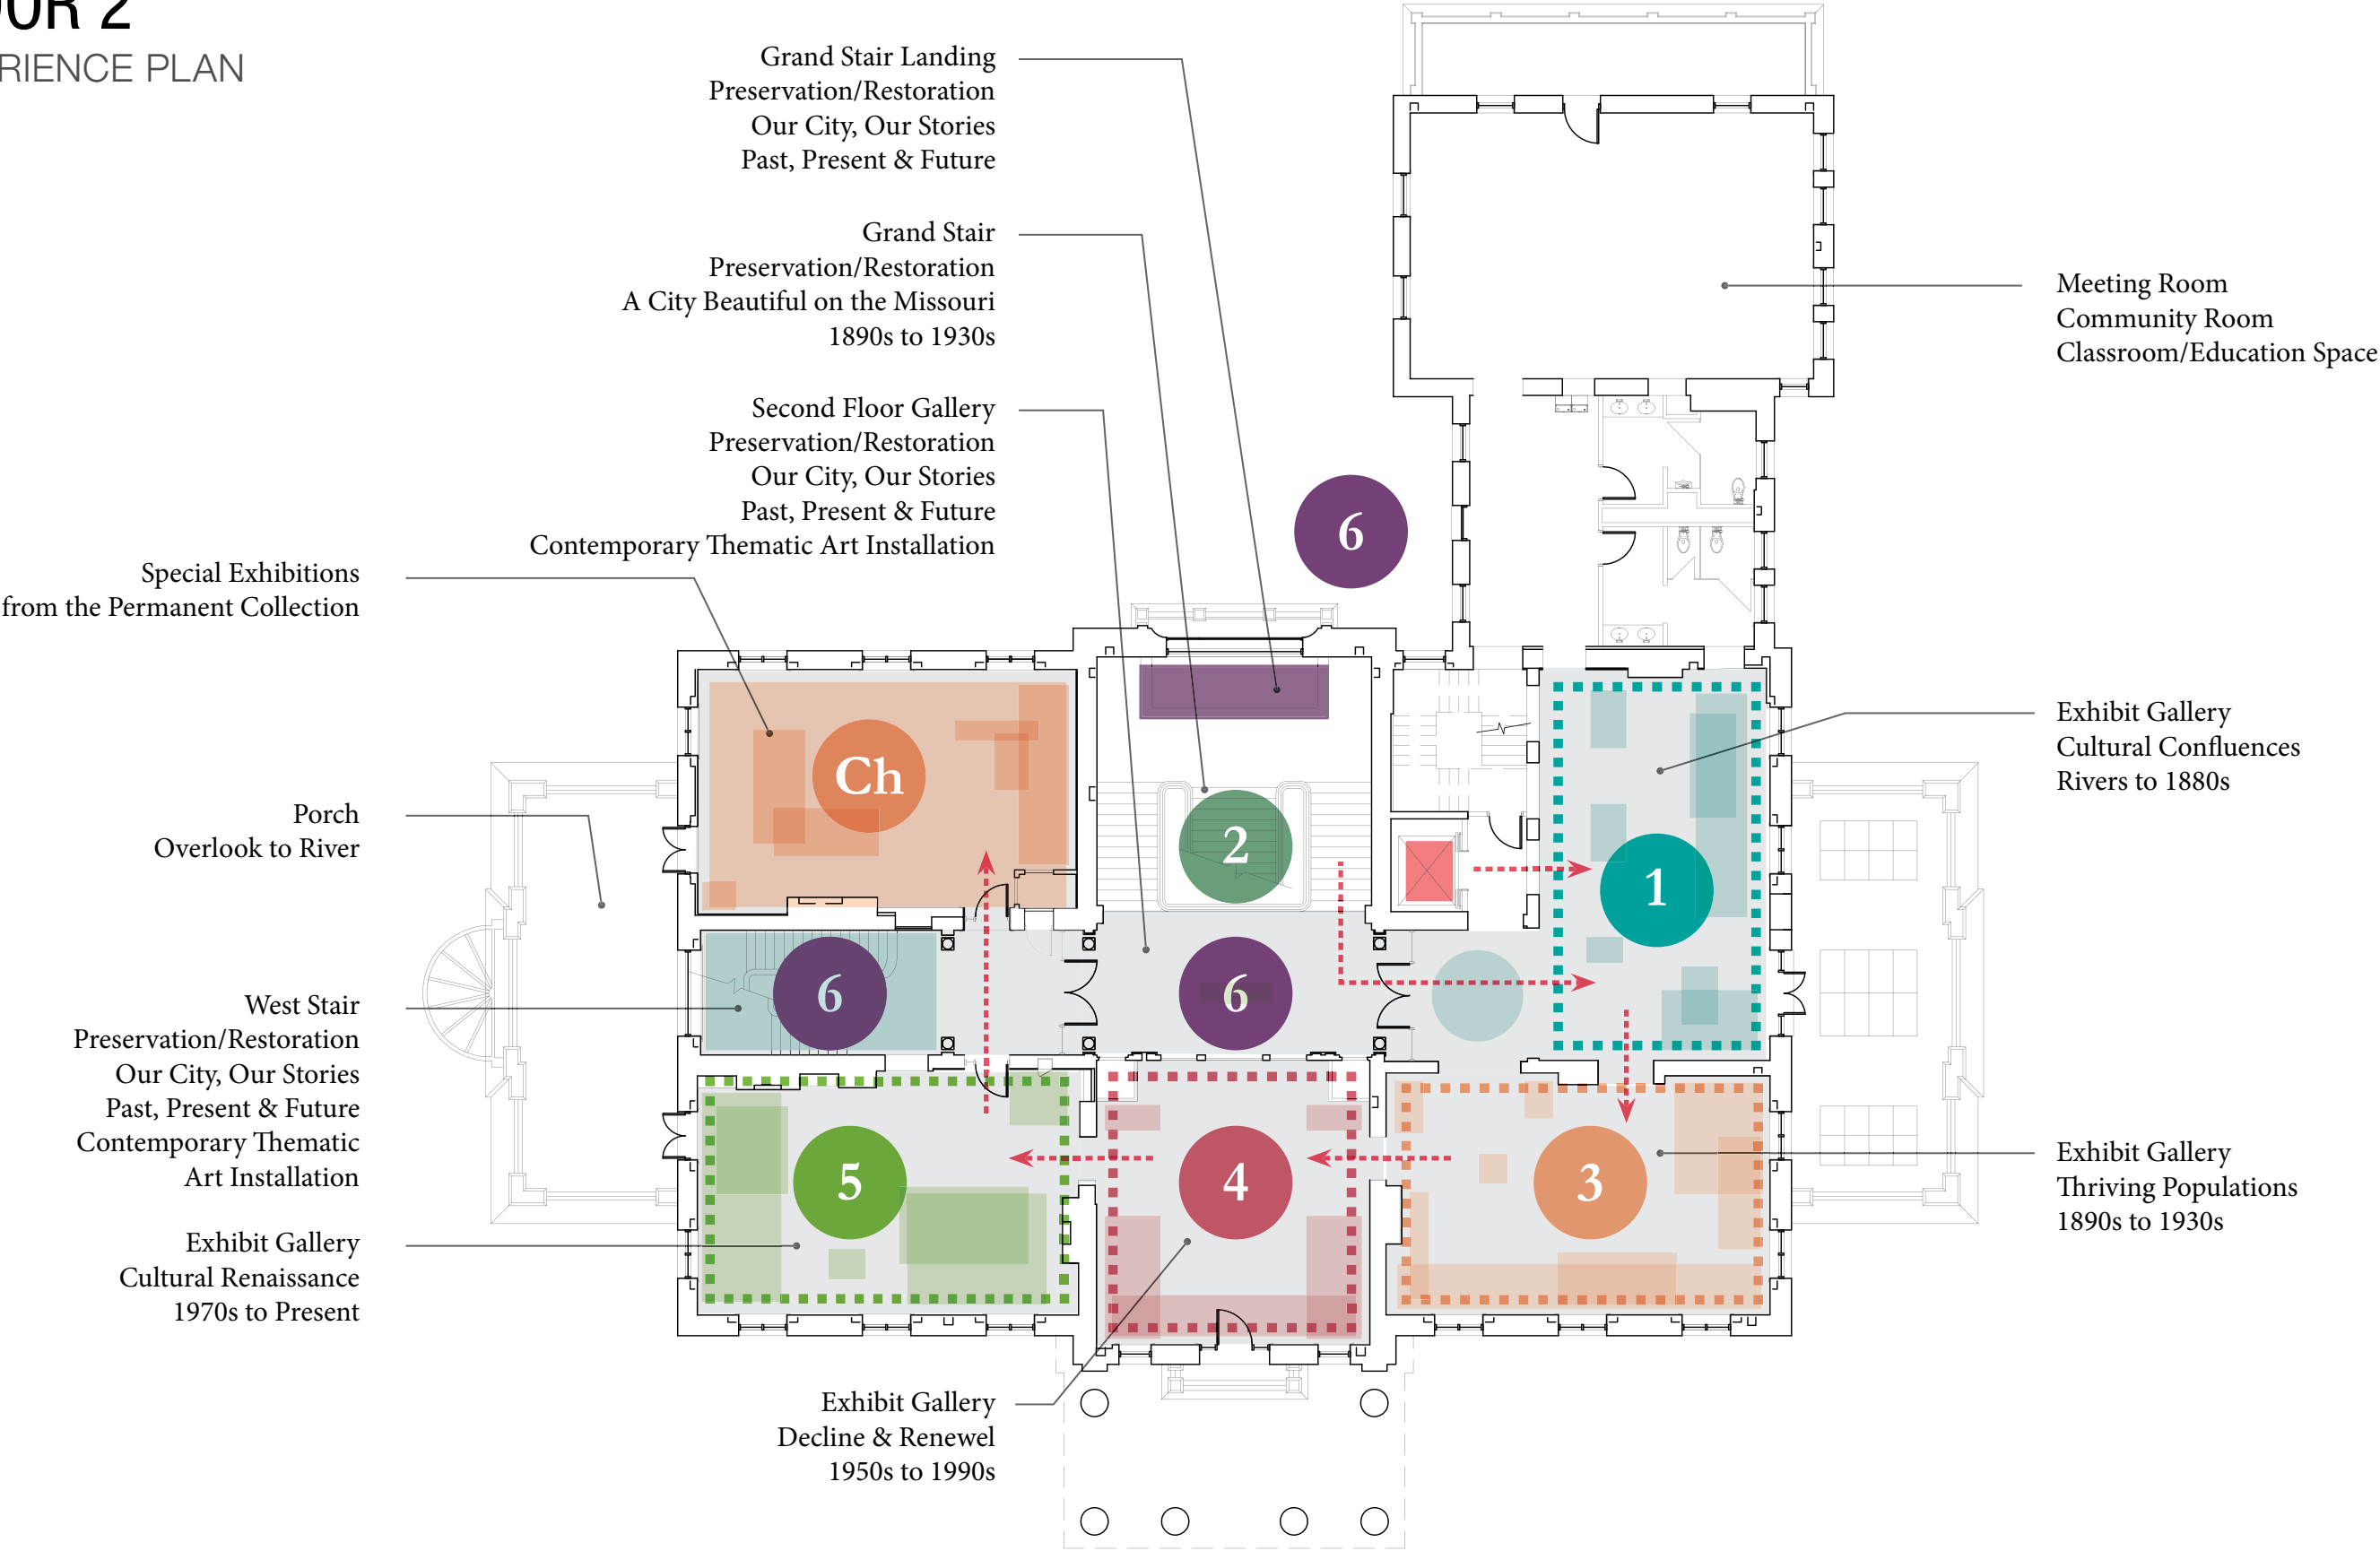 OOR 2
RIENCE PLAN
Grand Stair Landing
Preservation/Restoration
Our City, Our Stories
Past, Present & Future
Grand Stair
Preservation/Restoration
A City Beautiful on the Missouri
1890s to 1930s
Second Floor Gallery
Preservation/Restoration
Our City, Our Stories
Past, Present & Future
Contemporary Thematic Art Installation
Special Exhibitions
from the Permanent Collection
Porch
Overlook to River
West Stair
Preservation/Restoration
Our City, Our Stories
Past, Present & Future
Contemporary Thematic
Art Installation
Exhibit Gallery
Cultural Renaissance
1970s to Present
Exhibit Gallery
Decline & Renewel
1950s to 1990s
Meeting Room
Community Room
Classroom/Education Space
Exhibit Gallery
Cultural Confluences
Rivers to 1880s
Exhibit Gallery
Thriving Populations
1890s to 1930s
6
Ch
2
1
6
6
5
4
3